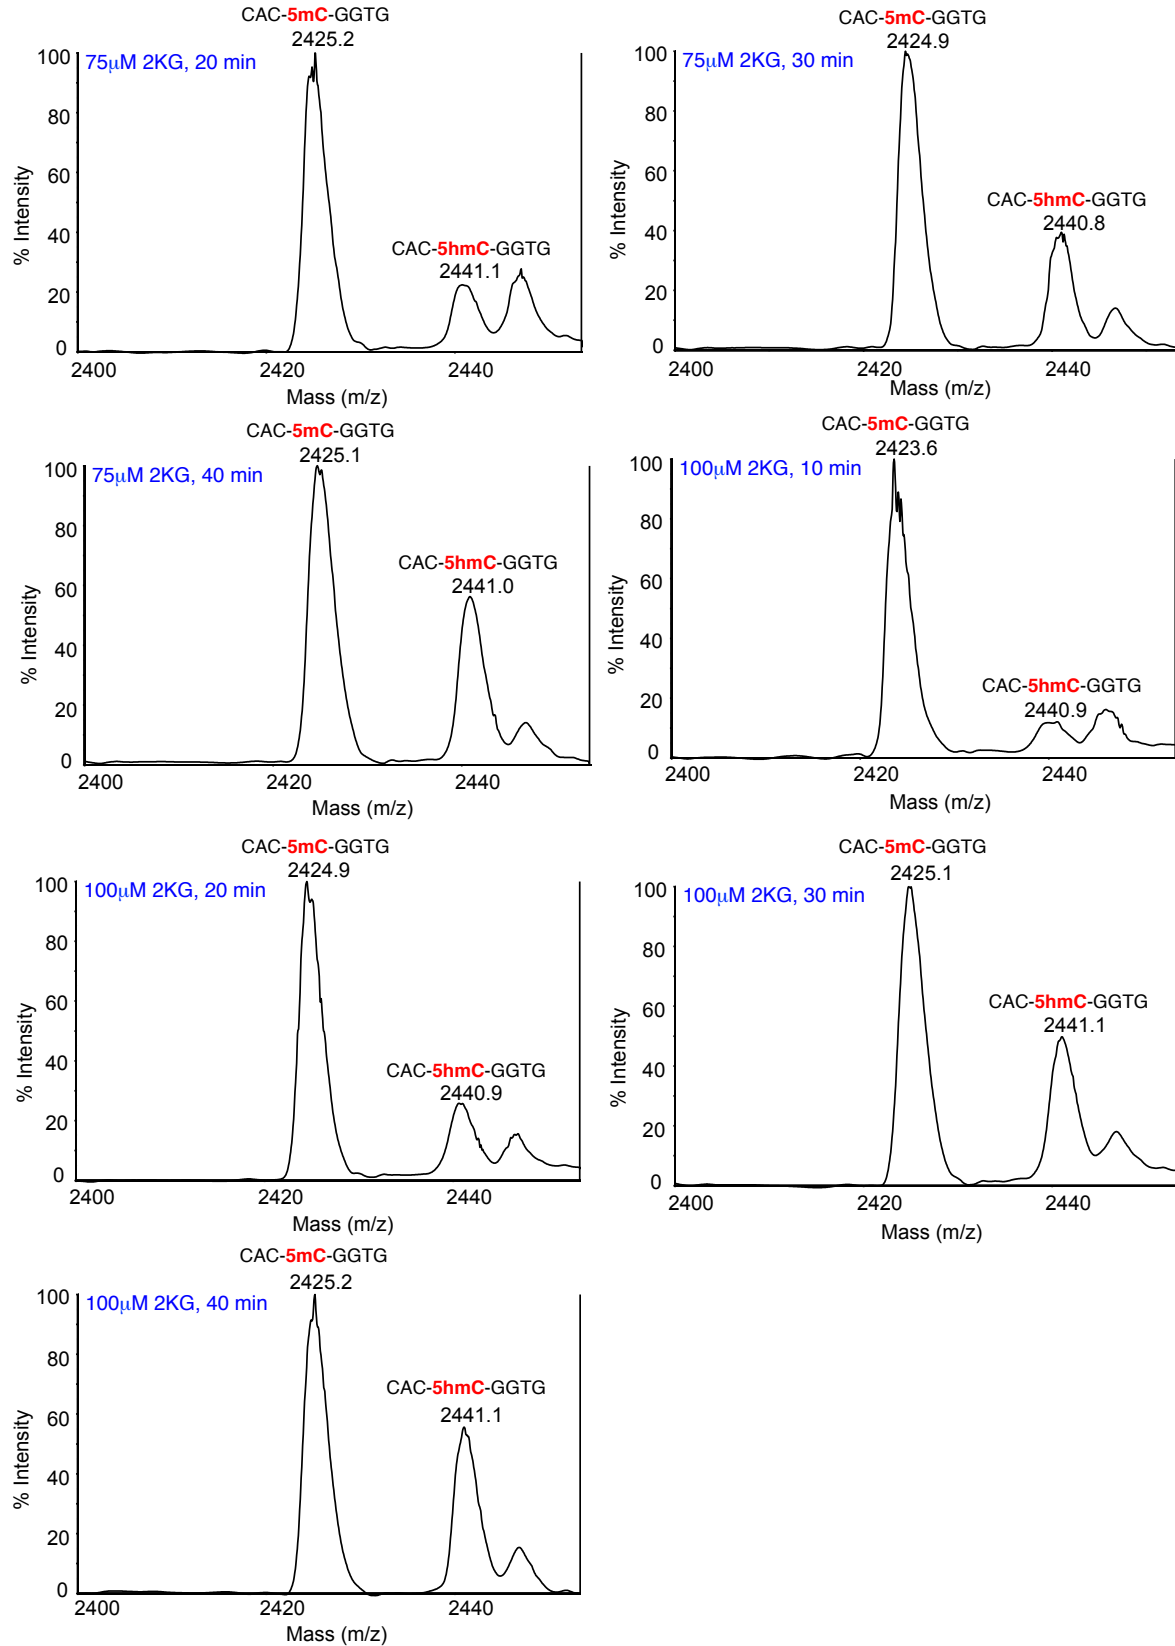 CAC-5mC-GGTG
2425.2
75µM 2KG, 20 min
100
80
60
40
20
0
% Intensity
CAC-5hmC-GGTG
2441.1
2400
2420
2440
Mass (m/z)
CAC-5mC-GGTG
2424.9
75µM 2KG, 30 min
100
80
60
40
20
0
% Intensity
CAC-5hmC-GGTG
2440.8
2400
2420
2440
Mass (m/z)
CAC-5mC-GGTG
2425.1
75µM 2KG, 40 min
100
80
60
40
20
0
% Intensity
CAC-5hmC-GGTG
2441.0
2400
2420
2440
Mass (m/z)
CAC-5mC-GGTG
2423.6
100µM 2KG, 10 min
100
80
60
40
20
0
% Intensity
CAC-5hmC-GGTG
2440.9
2400
2420
2440
Mass (m/z)
CAC-5mC-GGTG
2424.9
100µM 2KG, 20 min
100
80
60
40
20
0
% Intensity
CAC-5hmC-GGTG
2440.9
2400
2420
2440
Mass (m/z)
CAC-5mC-GGTG
2425.1
100µM 2KG, 30 min
100
80
60
40
20
0
% Intensity
CAC-5hmC-GGTG
2441.1
2400
2420
2440
Mass (m/z)
CAC-5mC-GGTG
2425.2
100µM 2KG, 40 min
100
80
60
40
20
0
% Intensity
CAC-5hmC-GGTG
2441.1
2400
2420
2440
Mass (m/z)